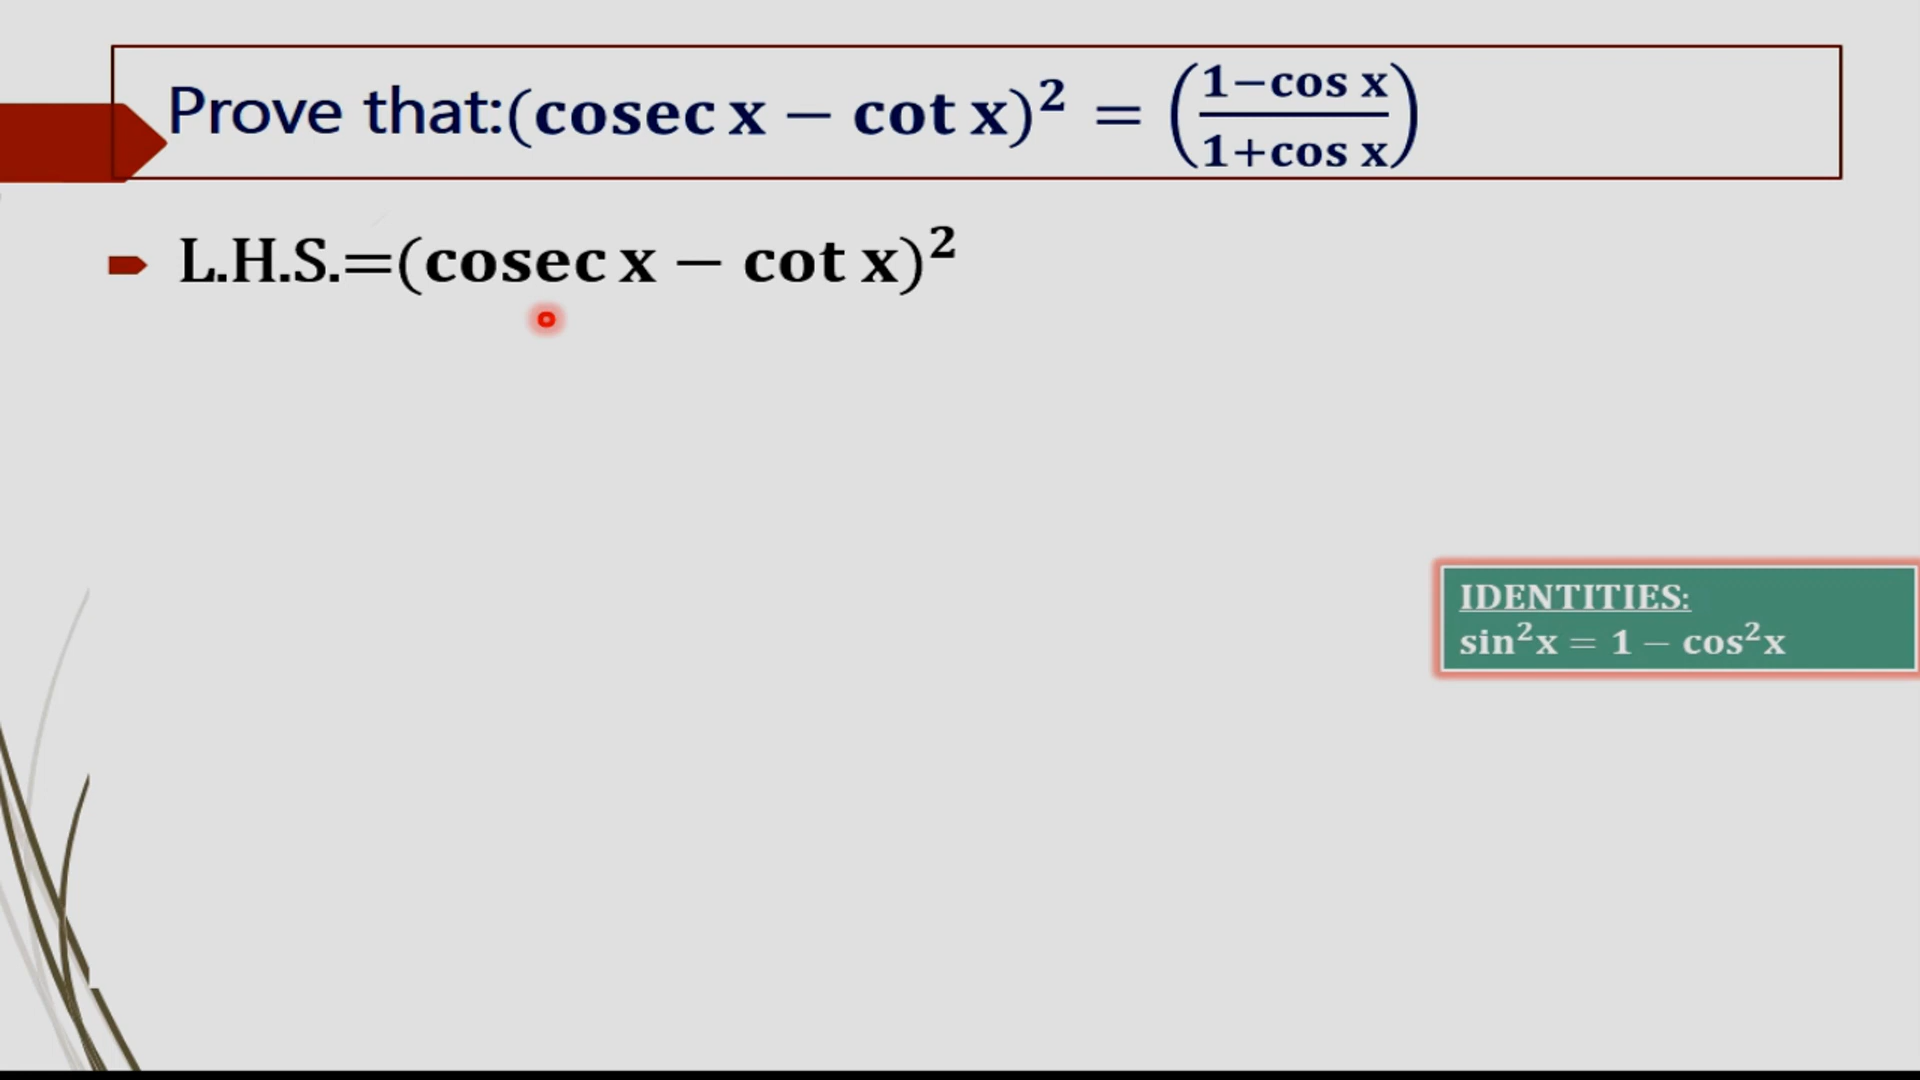 Prove that:(cosec x − cot x)² = ((1−cos x)/(1+cos x))
L.H.S.=(cosec x − cot x)²
IDENTITIES:
sin²x = 1 − cos²x